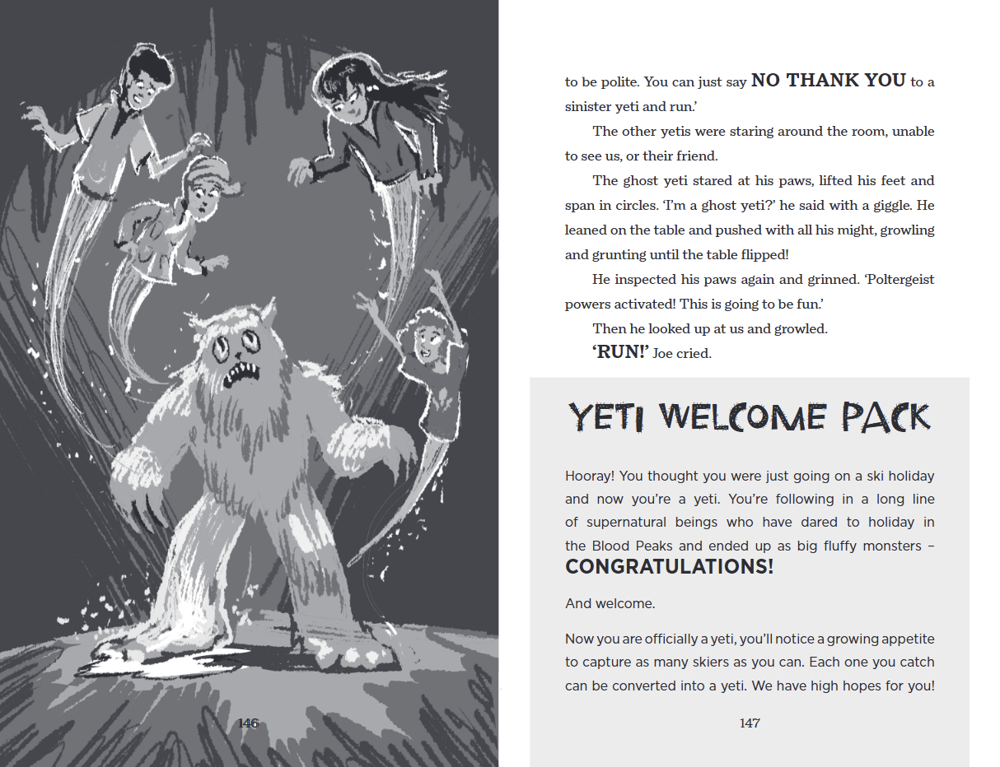 146
to be polite. You can just say NO THANK YOU to a
sinister yeti and run.’
The other yetis were staring around the room, unable
to see us, or their friend.
The ghost yeti stared at his paws, lifted his feet and
span in circles. ‘I’m a ghost yeti?’ he said with a giggle. He
leaned on the table and pushed with all his might, growling
and grunting until the table flipped!
He inspected his paws again and grinned. ‘Poltergeist
powers activated! This is going to be fun.’
Then he looked up at us and growled.
‘RUN!’ Joe cried.
YETI WELCOME PACK
Hooray! You thought you were just going on a ski holiday
and now you’re a yeti. You’re following in a long line
of supernatural beings who have dared to holiday in
the Blood Peaks and ended up as big fluffy monsters –
CONGRATULATIONS!
And welcome.
Now you are officially a yeti, you’ll notice a growing appetite
to capture as many skiers as you can. Each one you catch
can be converted into a yeti. We have high hopes for you!
147